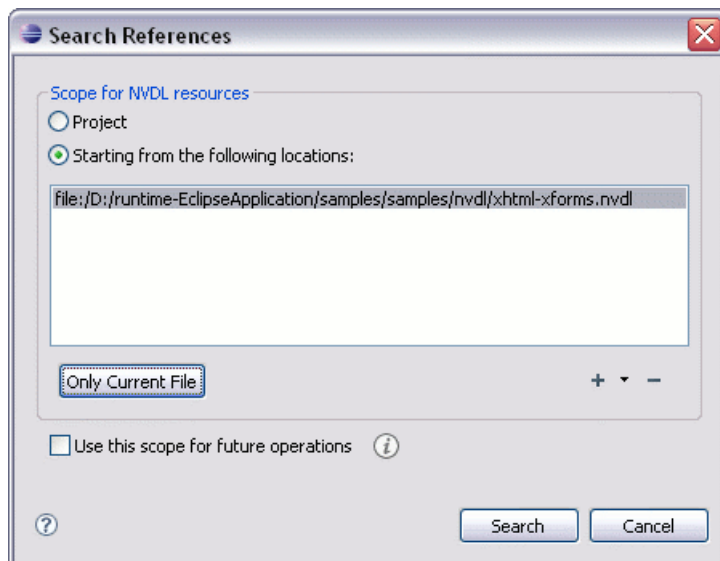 Search References
Scope for NVDL resources
Project
Starting from the following locations:
file:/D:/runtime-EclipseApplication/samples/samples/nvdl/xhtml-xforms.nvdl
Only Current File
Use this scope for future operations
Search
Cancel